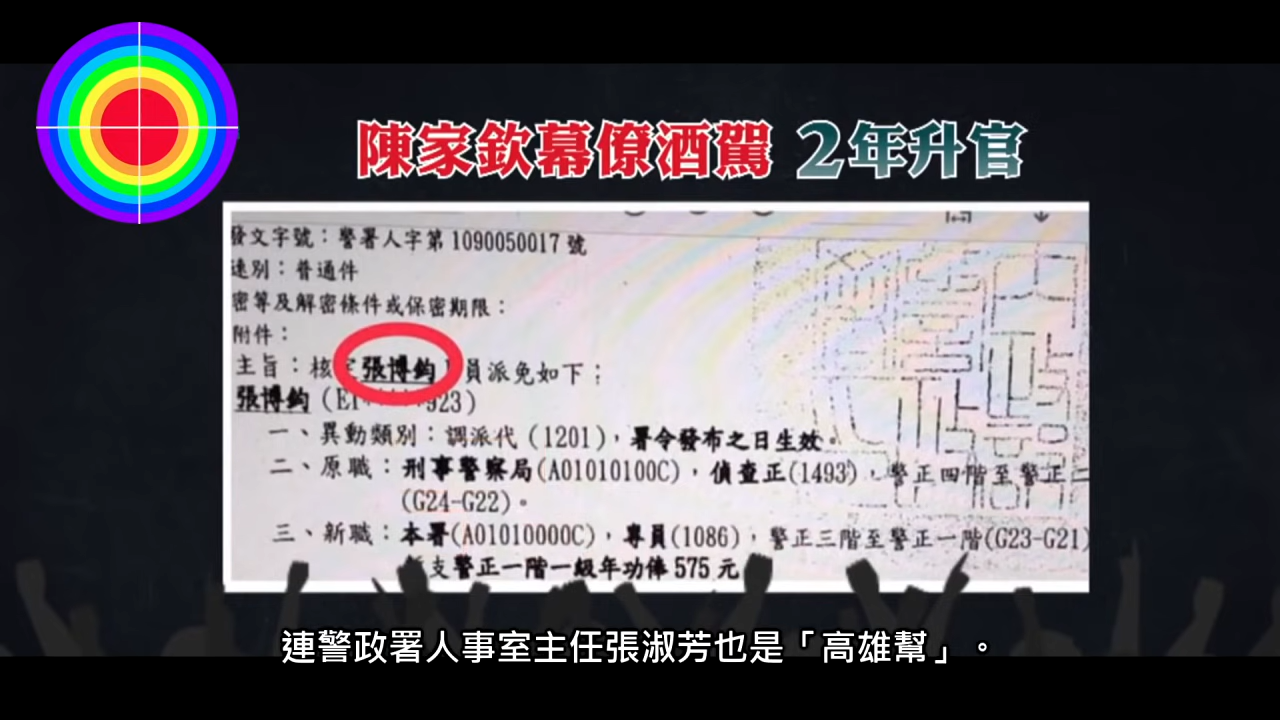 陳家欽幕僚酒駕 2年升官
發文字號：警署人字第1090050017號
速別：普通件
密等及解密條件或保密期限：
附件：
主旨：核定張博鈞 員派免如下：
張博鈞（E1 923）
一、異動類別：調派代（1201），署令發布之日生效。
二、原職：刑事警察局(A01010100C)，偵查正(1493)，警正四階至警正二
(G24-G22)。
三、新職：本署(A01010000C)，專員(1086)，警正三階至警正一階(G23-G21)
支警正一階一級年功俸575元
連警政署人事室主任張淑芳也是「高雄幫」。